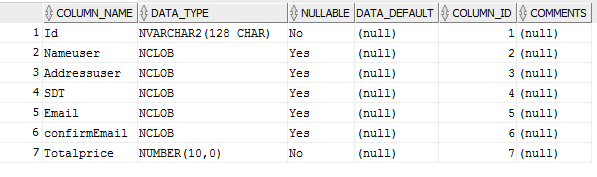 COLUMN_NAME DATA_TYPE NULLABLE DATA_DEFAULT COLUMN_ID COMMENTS
1 Id NVARCHAR2(128 CHAR) No (null) 1 (null)
2 Nameuser NCLOB Yes (null) 2 (null)
3 Addressuser NCLOB Yes (null) 3 (null)
4 SDT NCLOB Yes (null) 4 (null)
5 Email NCLOB Yes (null) 5 (null)
6 confirmEmail NCLOB Yes (null) 6 (null)
7 Totalprice NUMBER(10,0) No (null) 7 (null)